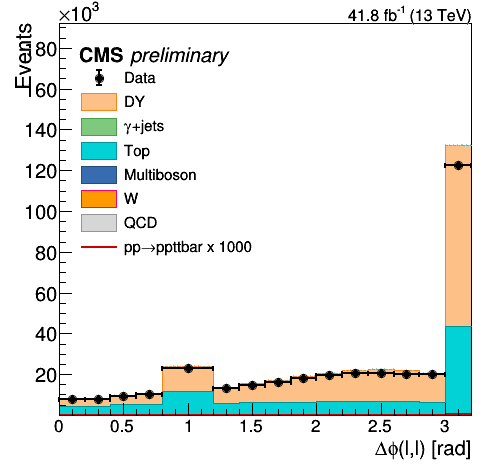 ×10³
41.8 fb⁻¹ (13 TeV)
Events
CMS preliminary
Data
DY
γ+jets
Top
Multiboson
W
QCD
pp→ppttbar x 1000
180
160
140
120
100
80
60
40
20
0 0.5 1 1.5 2 2.5 3
Δϕ(l,l) [rad]